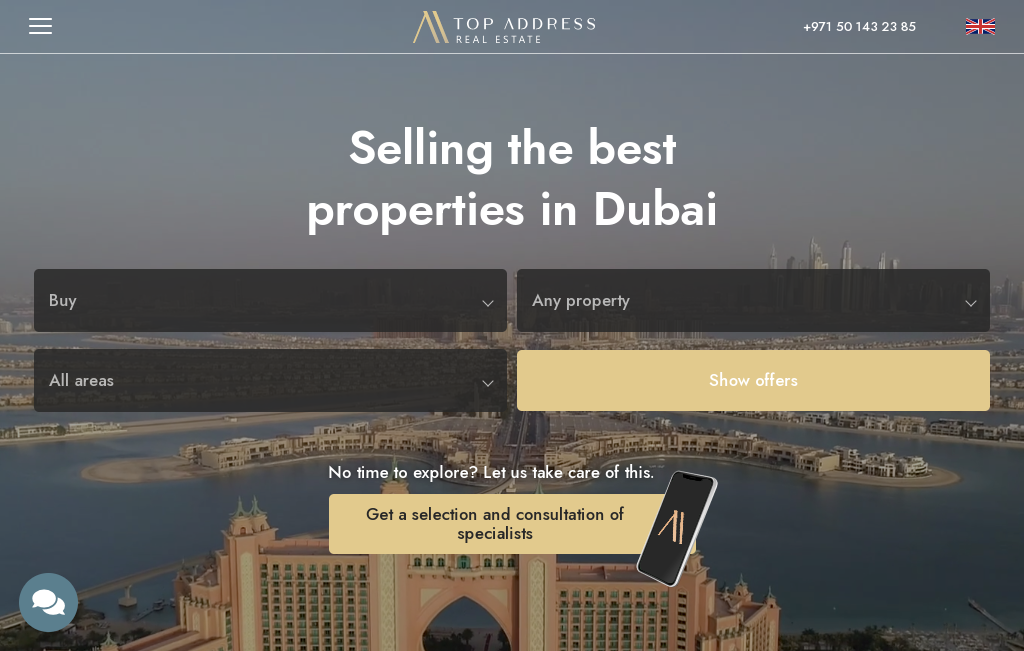 TOP ADDRESS
REAL ESTATE
+971 50 143 23 85
Selling the best
properties in Dubai
Buy
Any property
All areas
Show offers
No time to explore? Let us take care of this.
Get a selection and consultation of
specialists